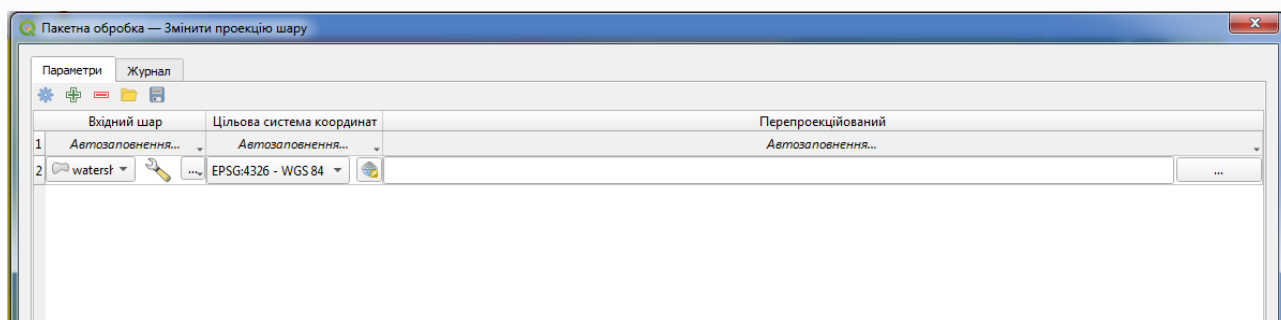 Пакетна обробка — Змінити проекцію шару
Параметри Журнал
Вхідний шар Цільова система координат Перепроекційований
1 Автозаповнення... Автозаповнення... Автозаповнення...
2 watersh ... EPSG:4326 - WGS 84 ...